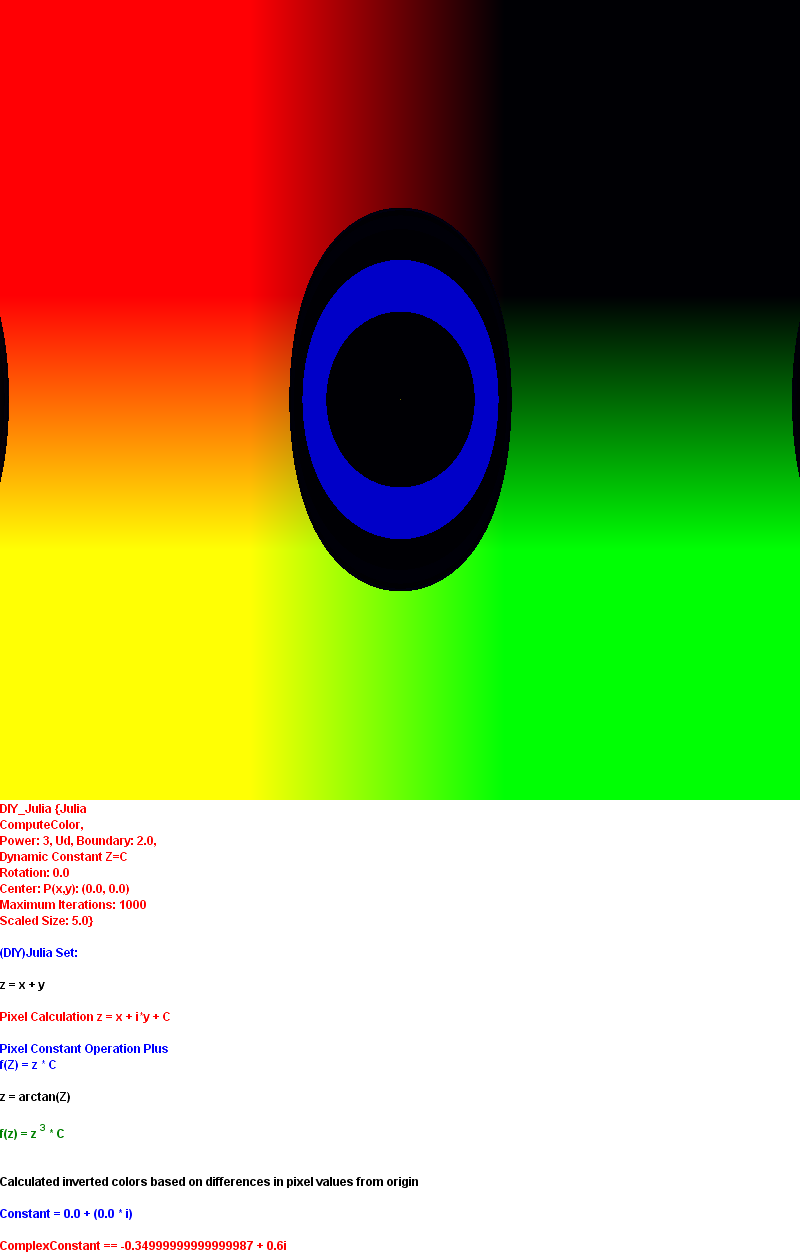 DIY_Julia {Julia
ComputeColor,
Power: 3, Ud, Boundary: 2.0,
Dynamic Constant Z=C
Rotation: 0.0
Center: P(x,y): (0.0, 0.0)
Maximum Iterations: 1000
Scaled Size: 5.0}
(DIY)Julia Set:
z = x + y
Pixel Calculation z = x + i*y + C
Pixel Constant Operation Plus
f(Z) = z * C
z = arctan(Z)
f(z) = z ³ * C
Calculated inverted colors based on differences in pixel values from origin
Constant = 0.0 + (0.0 * i)
ComplexConstant == -0.34999999999999987 + 0.6i